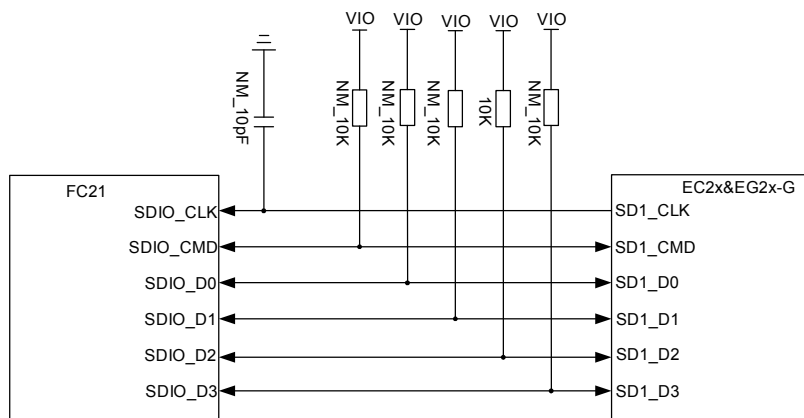 VIO VIO VIO VIO VIO
NM_10pF
NM_10K
NM_10K
NM_10K
10K
NM_10K
FC21
EC2x&EG2x-G
SDIO_CLK
SD1_CLK
SDIO_CMD
SD1_CMD
SDIO_D0
SD1_D0
SDIO_D1
SD1_D1
SDIO_D2
SD1_D2
SDIO_D3
SD1_D3